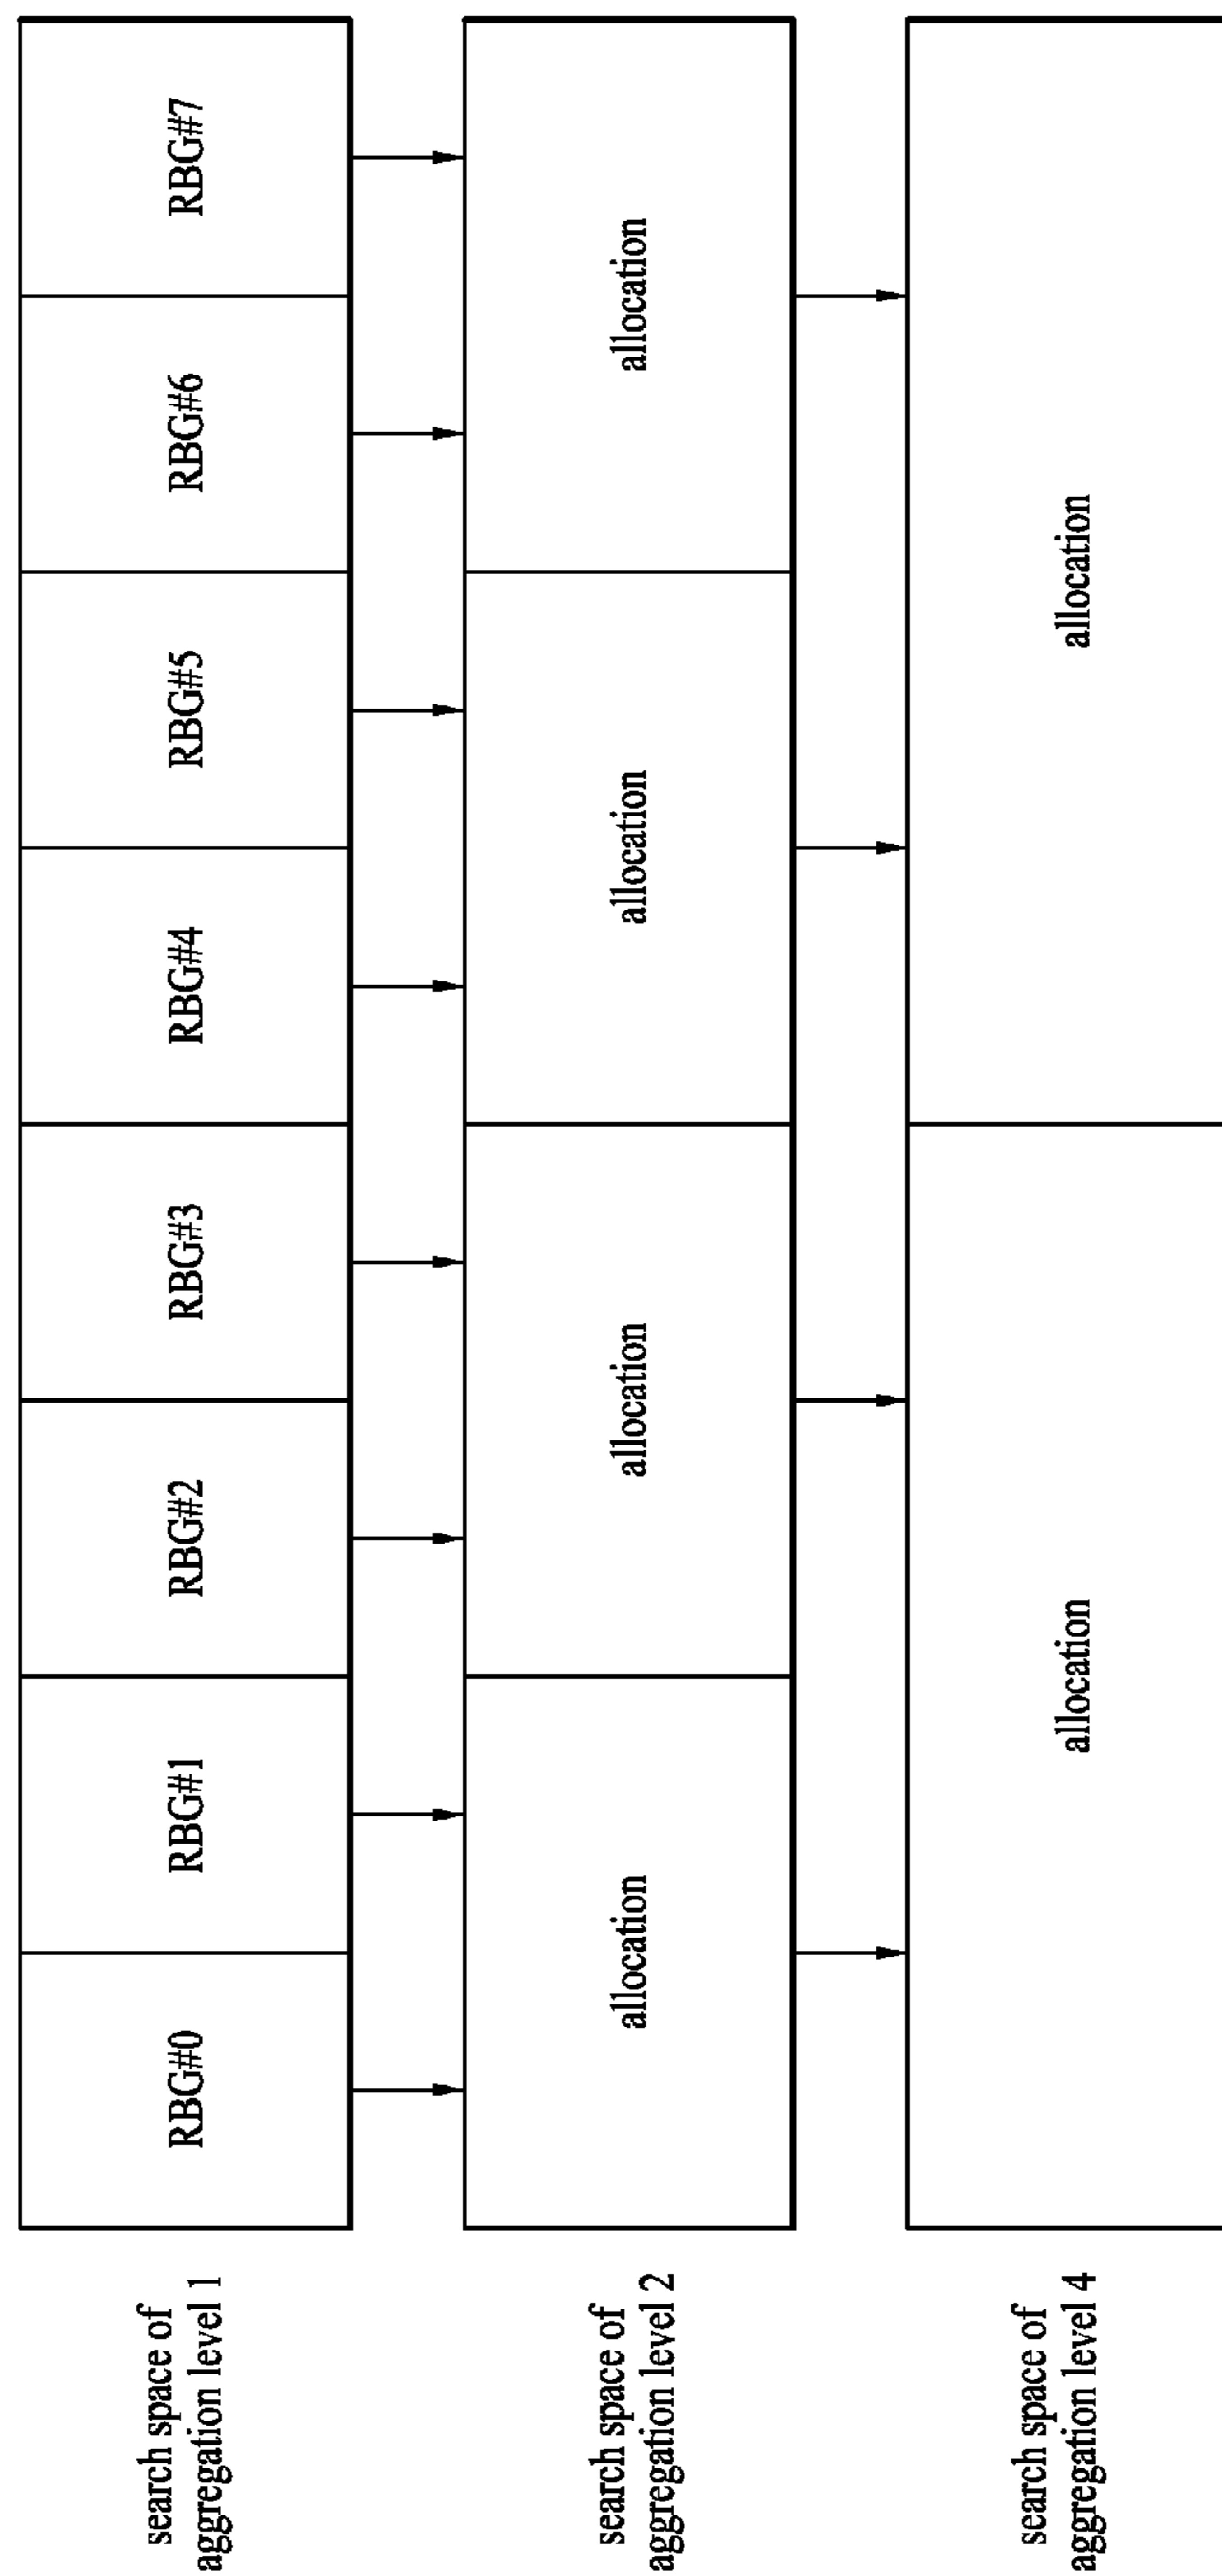 search space of
aggregation level 1
RBG#0
RBG#1
RBG#2
RBG#3
RBG#4
RBG#5
RBG#6
RBG#7
search space of
aggregation level 2
allocation
allocation
allocation
allocation
search space of
aggregation level 4
allocation
allocation